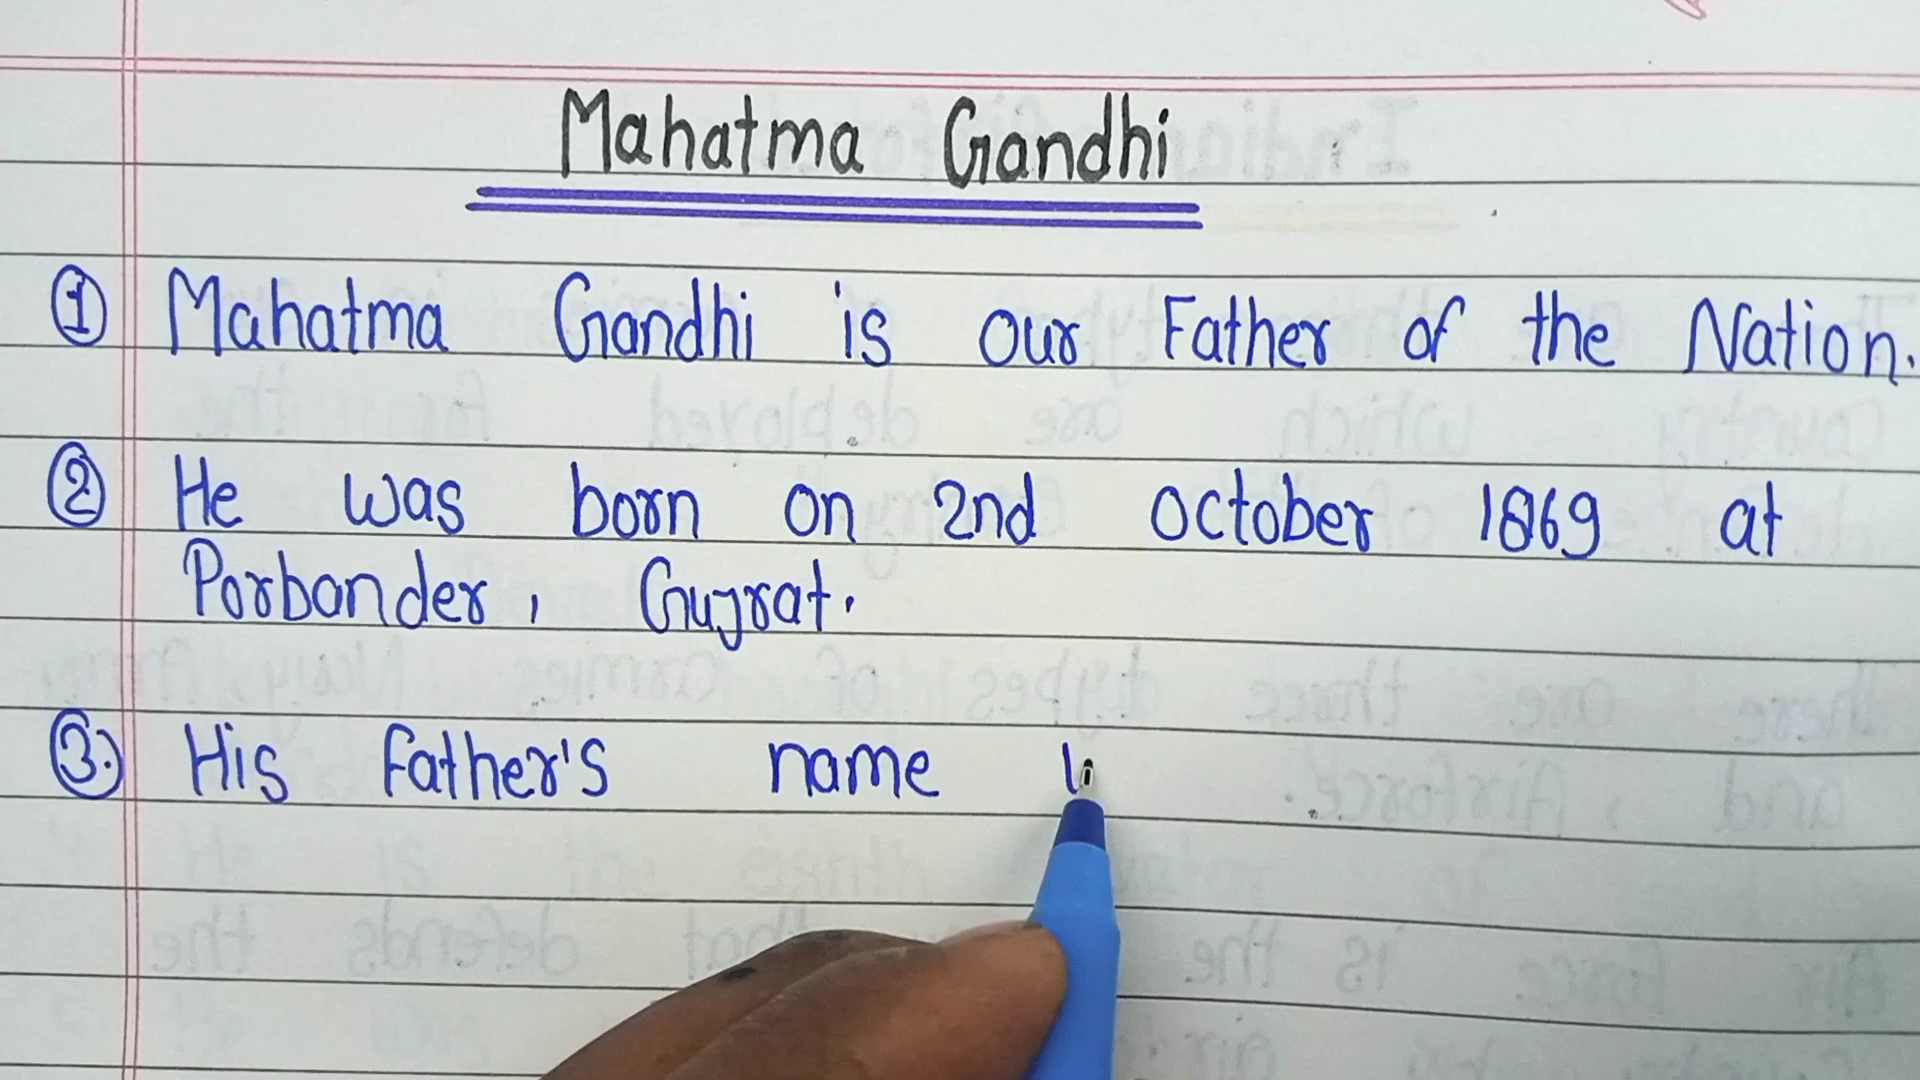 Mahatma Gandhi
① Mahatma Gandhi is our Father of the Nation.
② He was born on 2nd october 1869 at
Porbander, Gujrat.
③. His Father's name